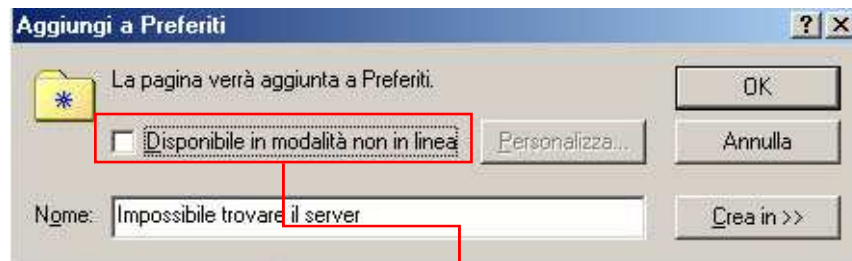 Aggiungi a Preferiti
La pagina verrà aggiunta a Preferiti.
OK
Disponibile in modalità non in linea
Personalizza...
Annulla
Nome: Impossibile trovare il server
Crea in >>